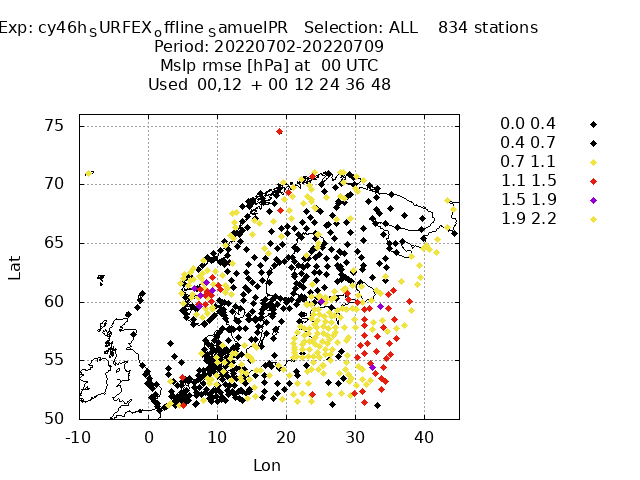 Exp: cy46hSURFEXoffline SamuelPR Selection: ALL 834 stations
Period: 20220702-20220709
Mslp rmse [hPa] at 00 UTC
Used 00,12 + 00 12 24 36 48
0.0 0.4
0.4 0.7
0.7 1.1
1.1 1.5
1.5 1.9
1.9 2.2
75
70
65
60
55
50
Lat
-10 0 10 20 30 40
Lon